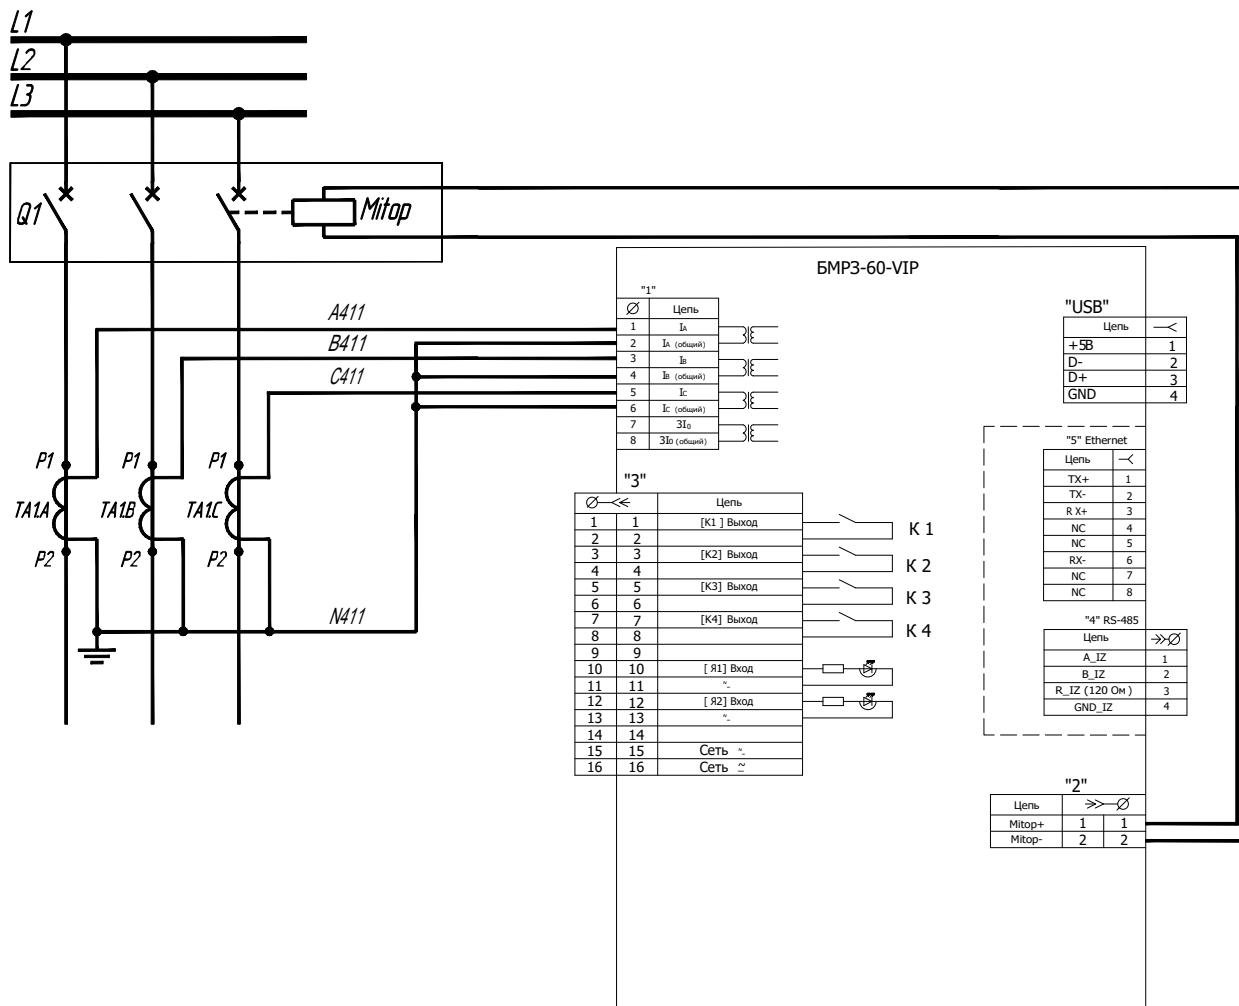 L1
L2
L3
Q1
Mitop
БМРЗ-60-VIP
A411
B411
C411
"1"
Цепь
1 IA
2 IA (общий)
3 IB
4 IB (общий)
5 IC
6 IC (общий)
7 3I0
8 3I0 (общий)
"USB"
Цепь
+5В 1
D- 2
D+ 3
GND 4
P1 P1 P1
TA1.A TA1.B TA1.C
P2 P2 P2
N411
"3"
Цепь
1 1 [К1 ] Выход
2 2
3 3 [К2] Выход
4 4
5 5 [К3] Выход
6 6
7 7 [К4] Выход
8 8
9 9
10 10 [ Я1] Вход
11 11 ~
12 12 [ Я2] Вход
13 13 ~
14 14
15 15 Сеть ~
16 16 Сеть ~
К 1
К 2
К 3
К 4
"5" Ethernet
Цепь
TX+ 1
TX- 2
R X+ 3
NC 4
NC 5
RX- 6
NC 7
NC 8
"4" RS-485
Цепь
A_IZ 1
B_IZ 2
R_IZ (120 Ом ) 3
GND_IZ 4
"2"
Цепь
Mitop+ 1 1
Mitop- 2 2